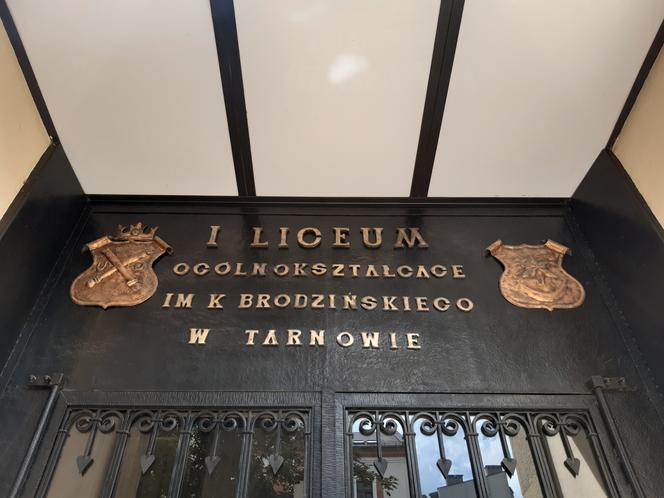 I LICEUM
OGÓLNOKSZTAŁCĄCE
IM K BRODZIŃSKIEGO
W TARNOWIE